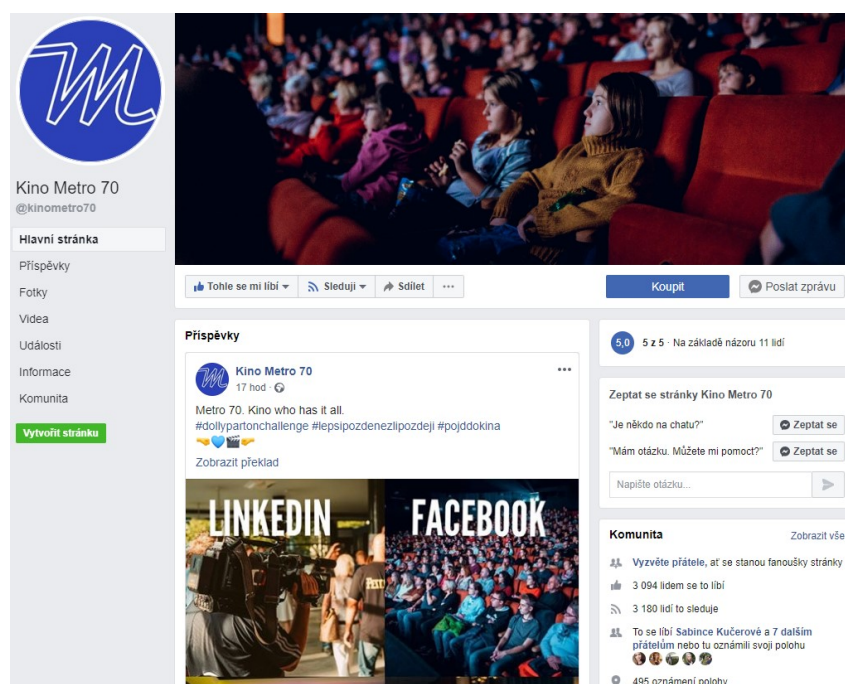 Kino Metro 70
@kinometro70
Hlavní stránka
Příspěvky
Fotky
Videa
Události
Informace
Komunita
Vytvořit stránku
Tohle se mi líbí
Sleduji
Sdílet
Koupit
Poslat zprávu
Příspěvky
Kino Metro 70
17 hod
Metro 70. Kino who has it all.
#dollypartonchallenge #lepsipozdenezlipozdeji #pojddokina
Zobrazit překlad
LINKEDIN
FACEBOOK
5,0 5 z 5 · Na základě názoru 11 lidí
Zeptat se stránky Kino Metro 70
"Je někdo na chatu?" Zeptat se
"Mám otázku. Můžete mi pomoct?" Zeptat se
Napište otázku...
Komunita Zobrazit vše
Vyzvěte přátele, ať se stanou fanoušky stránky
3 094 lidem se to líbí
3 180 lidí to sleduje
To se líbí Sabince Kučerové a 7 dalším
přátelům nebo tu oznámili svoji polohu
495 oznámení polohy